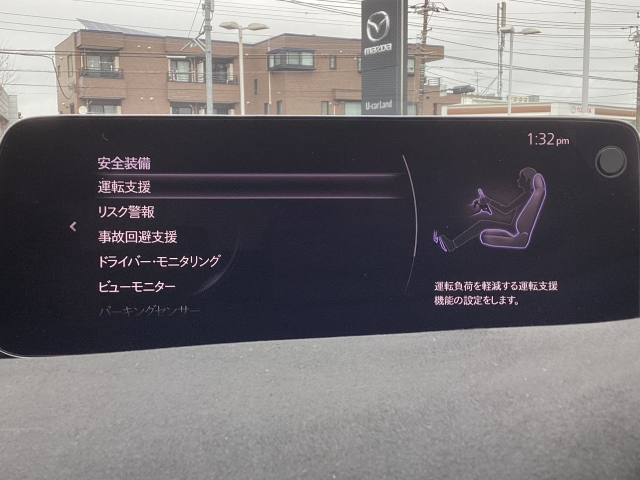 mazda
U-carLand
1:32 pm
安全装備
運転支援
リスク警報
事故回避支援
ドライバー・モニタリング
ビューモニター
パーキングセンサー
運転負荷を軽減する運転支援
機能の設定をします。